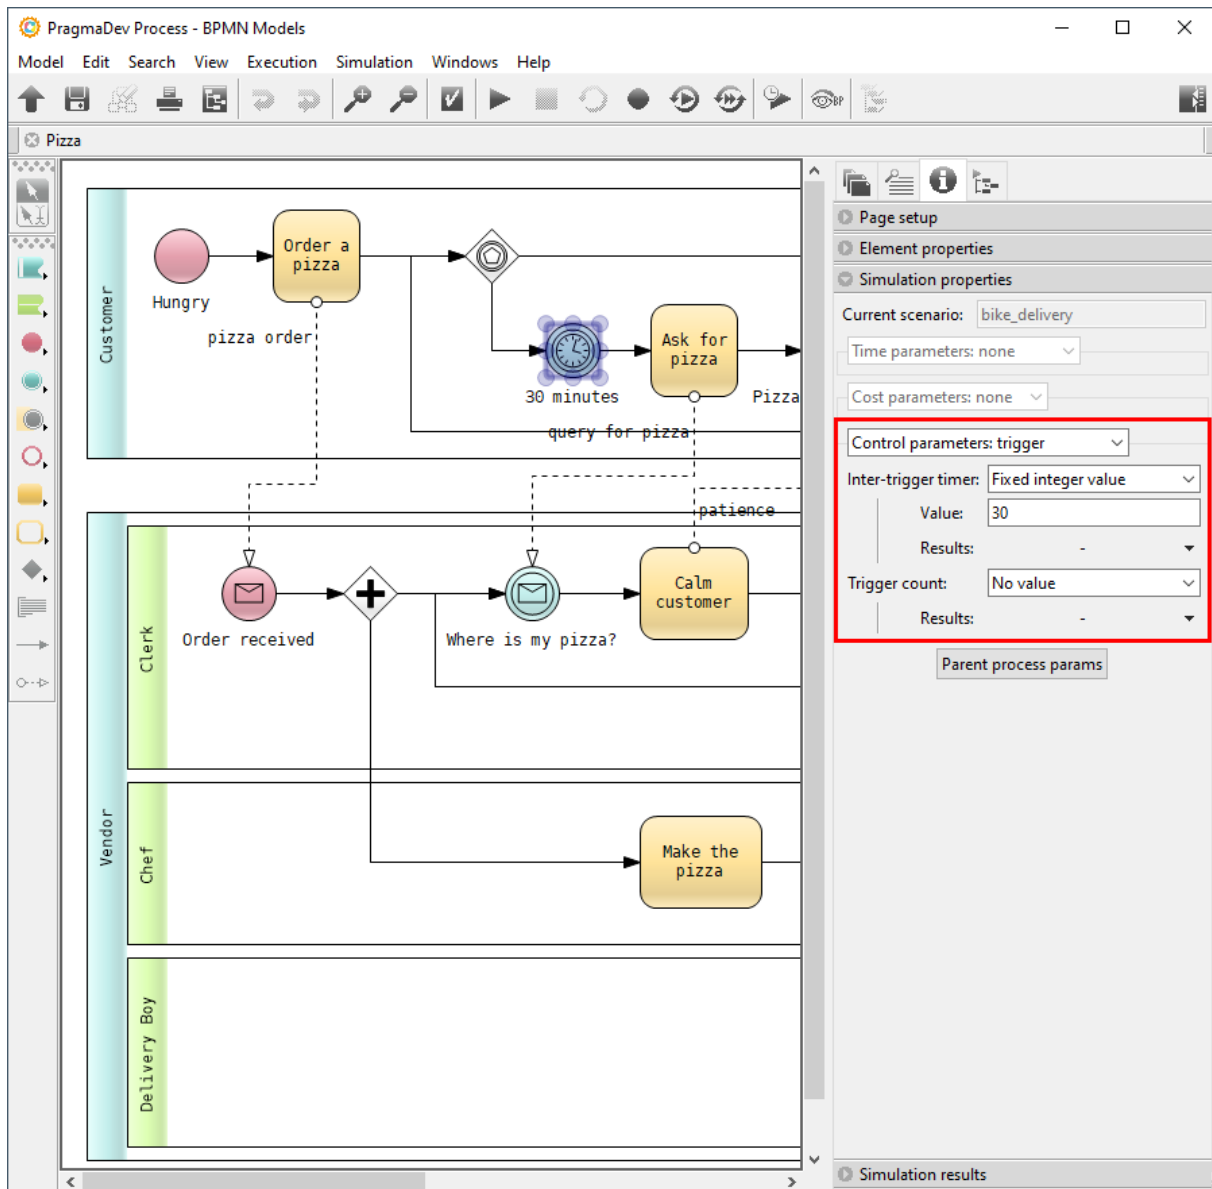 PragmaDev Process - BPMN Models
Model Edit Search View Execution Simulation Windows Help
BP
Pizza
Customer
Hungry
Order a
pizza
pizza order
30 minutes
Ask for
pizza
Pizza
query for pizza
patience
Vendor
Clerk
Order received
Where is my pizza?
Calm
customer
Chef
Make the
pizza
Delivery Boy
Page setup
Element properties
Simulation properties
Current scenario: bike_delivery
Time parameters: none
Cost parameters: none
Control parameters: trigger
Inter-trigger timer: Fixed integer value
Value: 30
Results: -
Trigger count: No value
Results: -
Parent process params
Simulation results